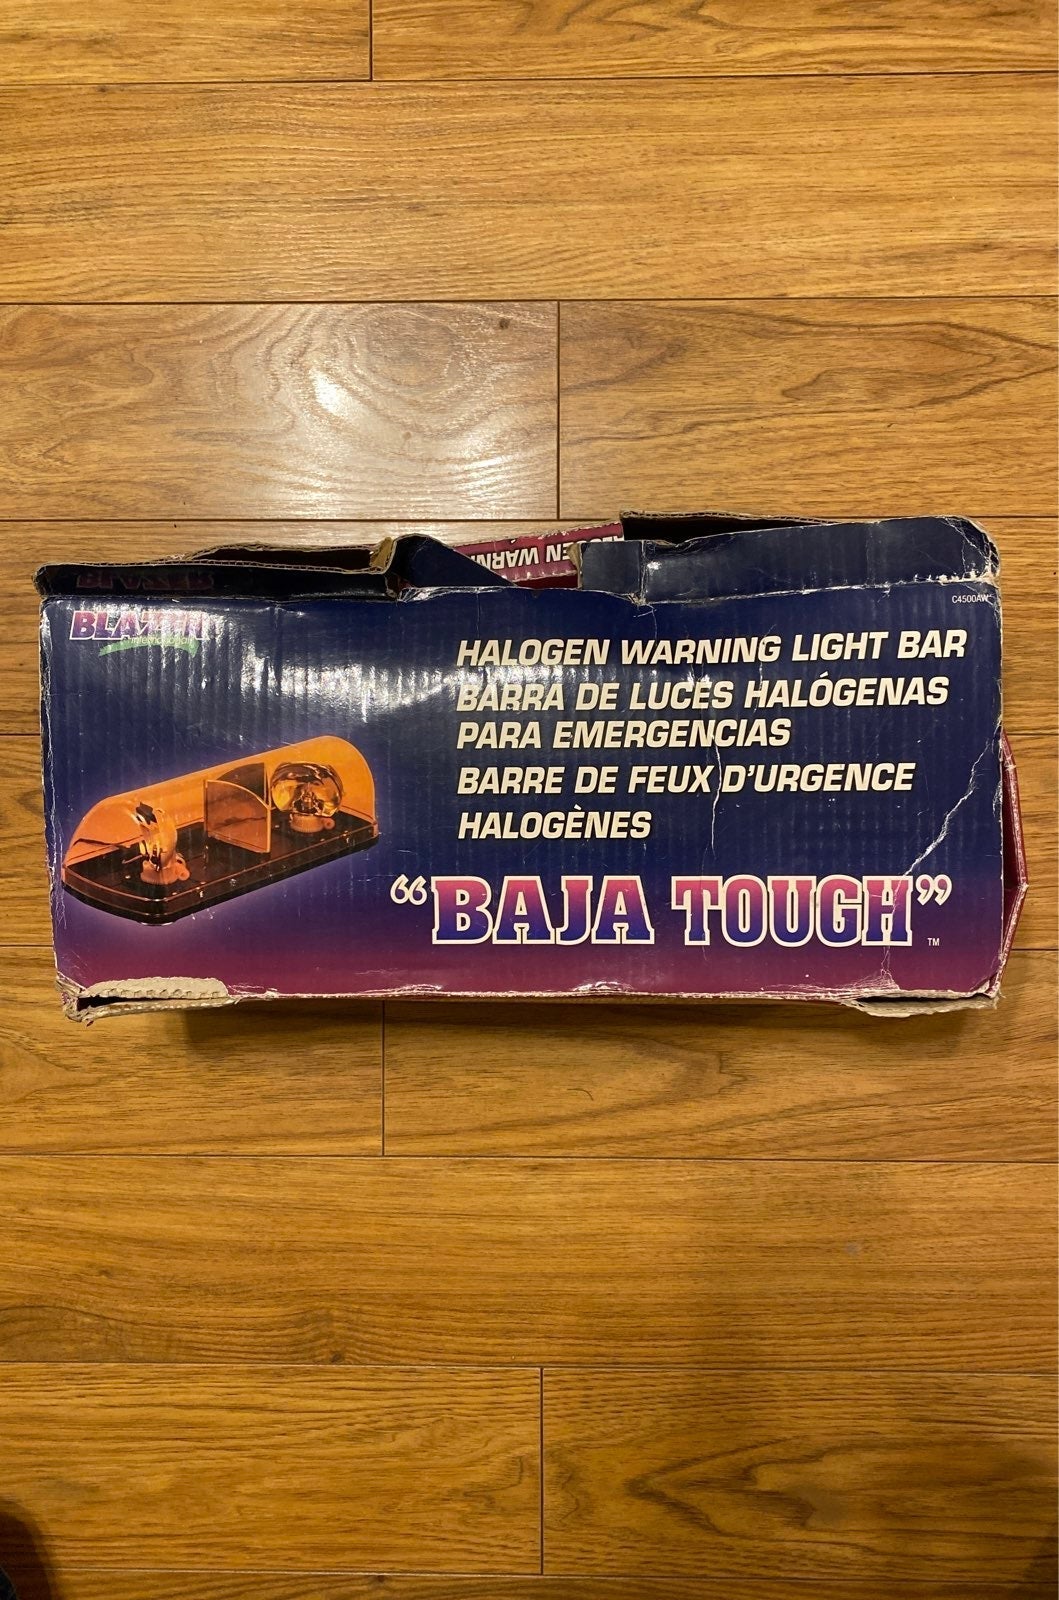 BLAZER
international
C4500AW
HALOGEN WARNING LIGHT BAR
BARRA DE LUCES HALÓGENAS
PARA EMERGENCIAS
BARRE DE FEUX D'URGENCE
HALOGÈNES
“BAJA TOUGH”
TM